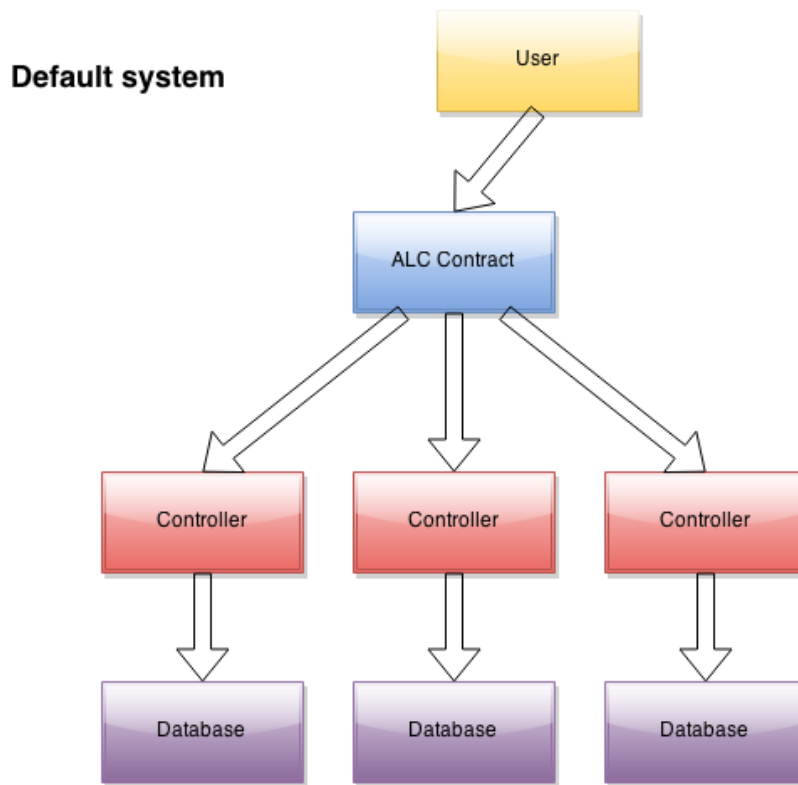 User
Default system
ALC Contract
Controller
Controller
Controller
Database
Database
Database